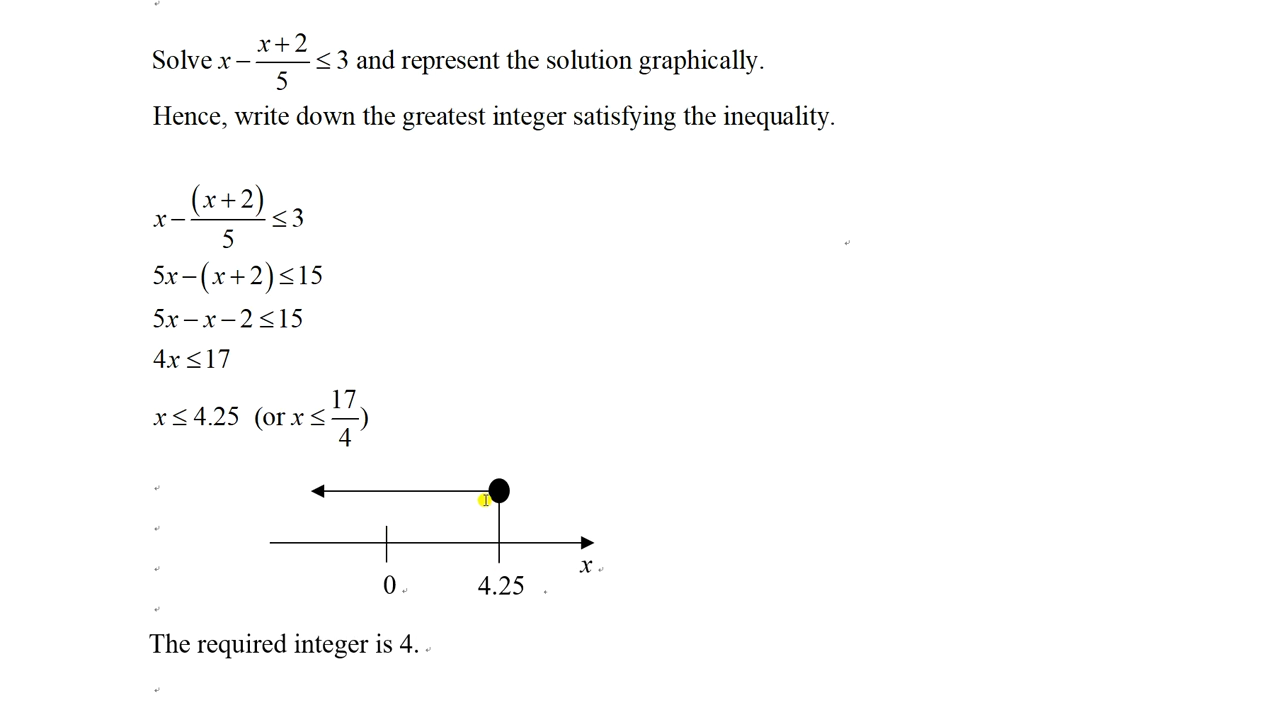 Solve x − (x+2)/5 ≤ 3 and represent the solution graphically.
Hence, write down the greatest integer satisfying the inequality.
x − (x+2)/5 ≤ 3
5x − (x+2) ≤ 15
5x − x − 2 ≤ 15
4x ≤ 17
x ≤ 4.25 (or x ≤ 17/4)
x
0 4.25
The required integer is 4.